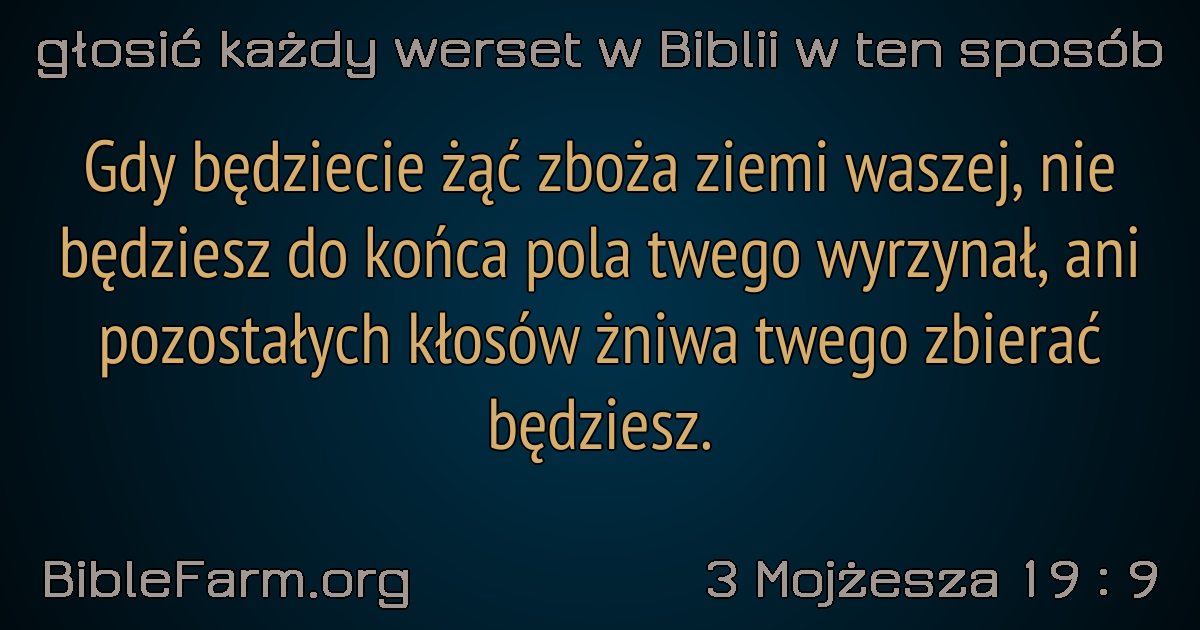 głosić każdy werset w Biblii w ten sposób
Gdy będziecie żąć zboża ziemi waszej, nie
będziesz do końca pola twego wyrzynał, ani
pozostałych kłosów żniwa twego zbierać
będziesz.
BibleFarm.org
3 Mojżesza 19 : 9